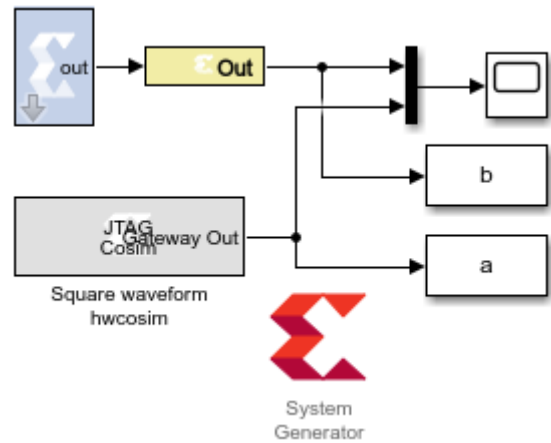 out
Out
b
JTAG
Cosim
Gateway Out
a
Square waveform
hwcosim
System
Generator